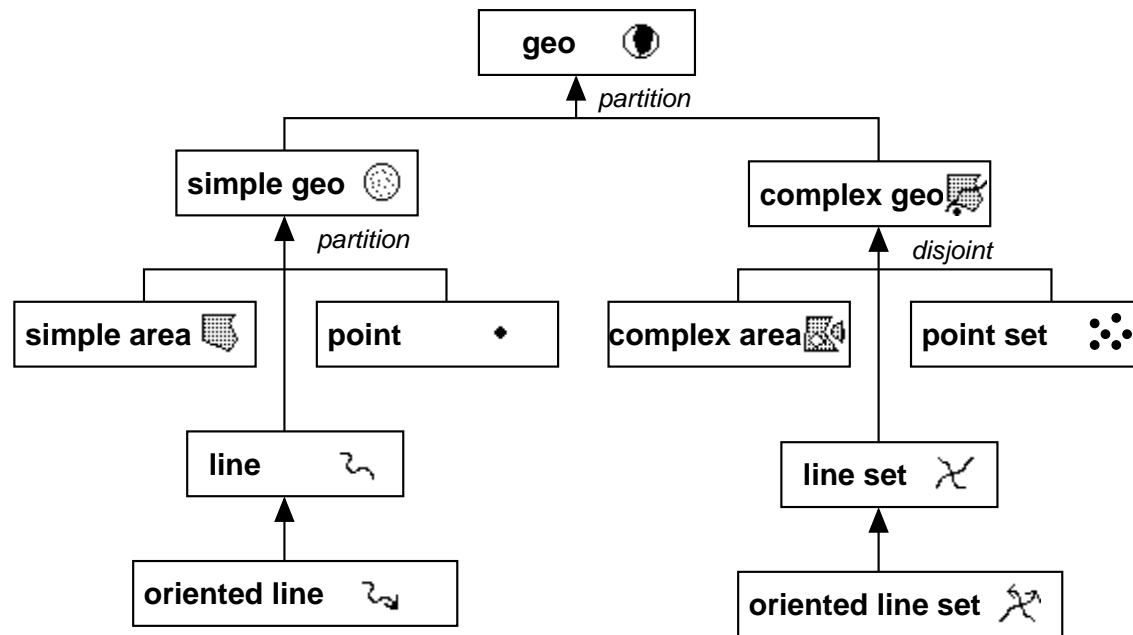 geo
partition
simple geo
complex geo
partition
disjoint
simple area
point
complex area
point set
line
line set
oriented line
oriented line set